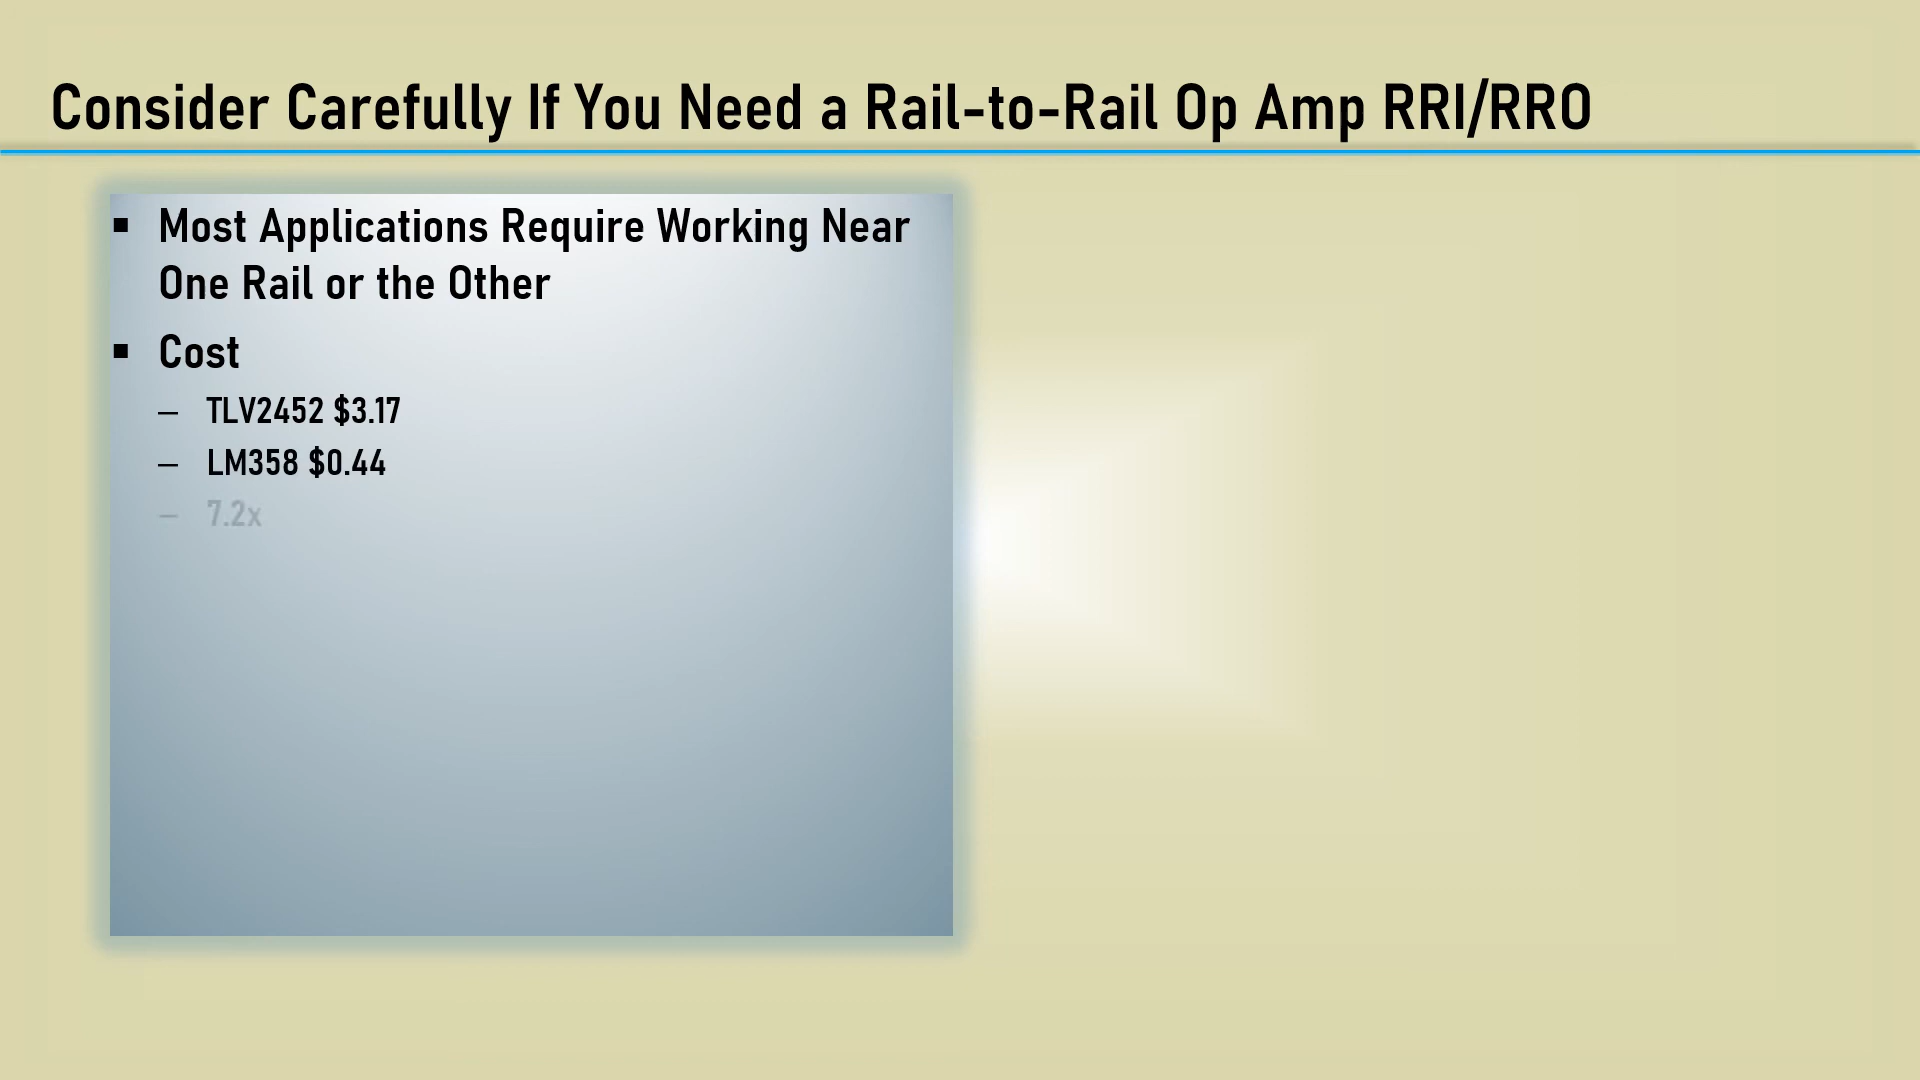 Consider Carefully If You Need a Rail-to-Rail Op Amp RRI/RRO
▪ Most Applications Require Working Near
One Rail or the Other
▪ Cost
– TLV2452 $3.17
– LM358 $0.44
– 7.2x